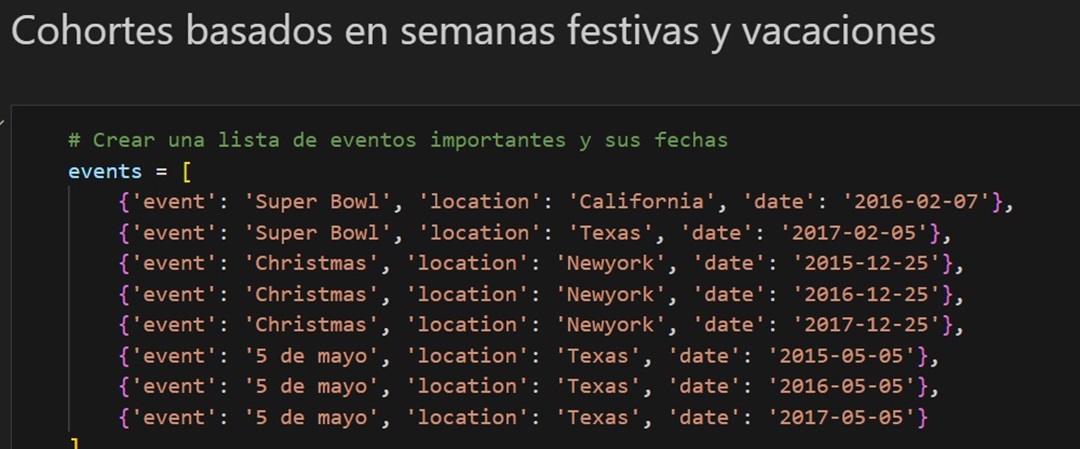 Cohortes basados en semanas festivas y vacaciones
# Crear una lista de eventos importantes y sus fechas
events = [
{'event': 'Super Bowl', 'location': 'California', 'date': '2016-02-07'},
{'event': 'Super Bowl', 'location': 'Texas', 'date': '2017-02-05'},
{'event': 'Christmas', 'location': 'Newyork', 'date': '2015-12-25'},
{'event': 'Christmas', 'location': 'Newyork', 'date': '2016-12-25'},
{'event': 'Christmas', 'location': 'Newyork', 'date': '2017-12-25'},
{'event': '5 de mayo', 'location': 'Texas', 'date': '2015-05-05'},
{'event': '5 de mayo', 'location': 'Texas', 'date': '2016-05-05'},
{'event': '5 de mayo', 'location': 'Texas', 'date': '2017-05-05'}
]